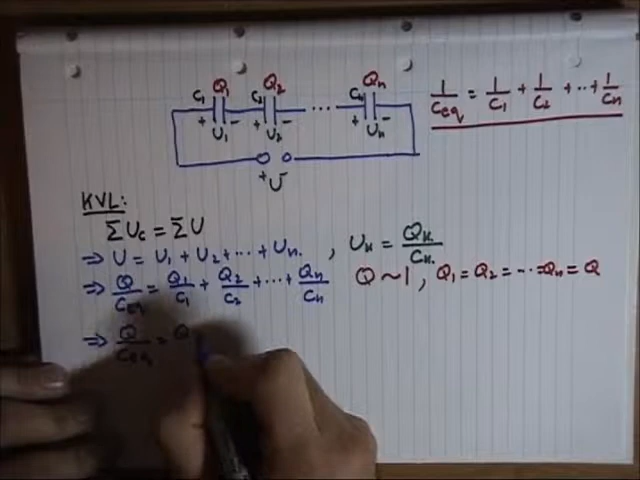 C₁ Q₁ C₂ Q₂ ... Cₙ Qₙ
+ U₁ - + U₂ - + Uₙ -
+ U -
1/Ceq = 1/C₁ + 1/C₂ + ... + 1/Cₙ
KVL:
ΣUc = ΣU
⇒ U = U₁ + U₂ + ... + Uₙ. , Uₖ = Qₖ/Cₖ.
⇒ Q/Ceq = Q₁/C₁ + Q₂/C₂ + ... + Qₙ/Cₙ Q ~ I , Q₁ = Q₂ = ... = Qₙ = Q
⇒ Q/Ceq = Q